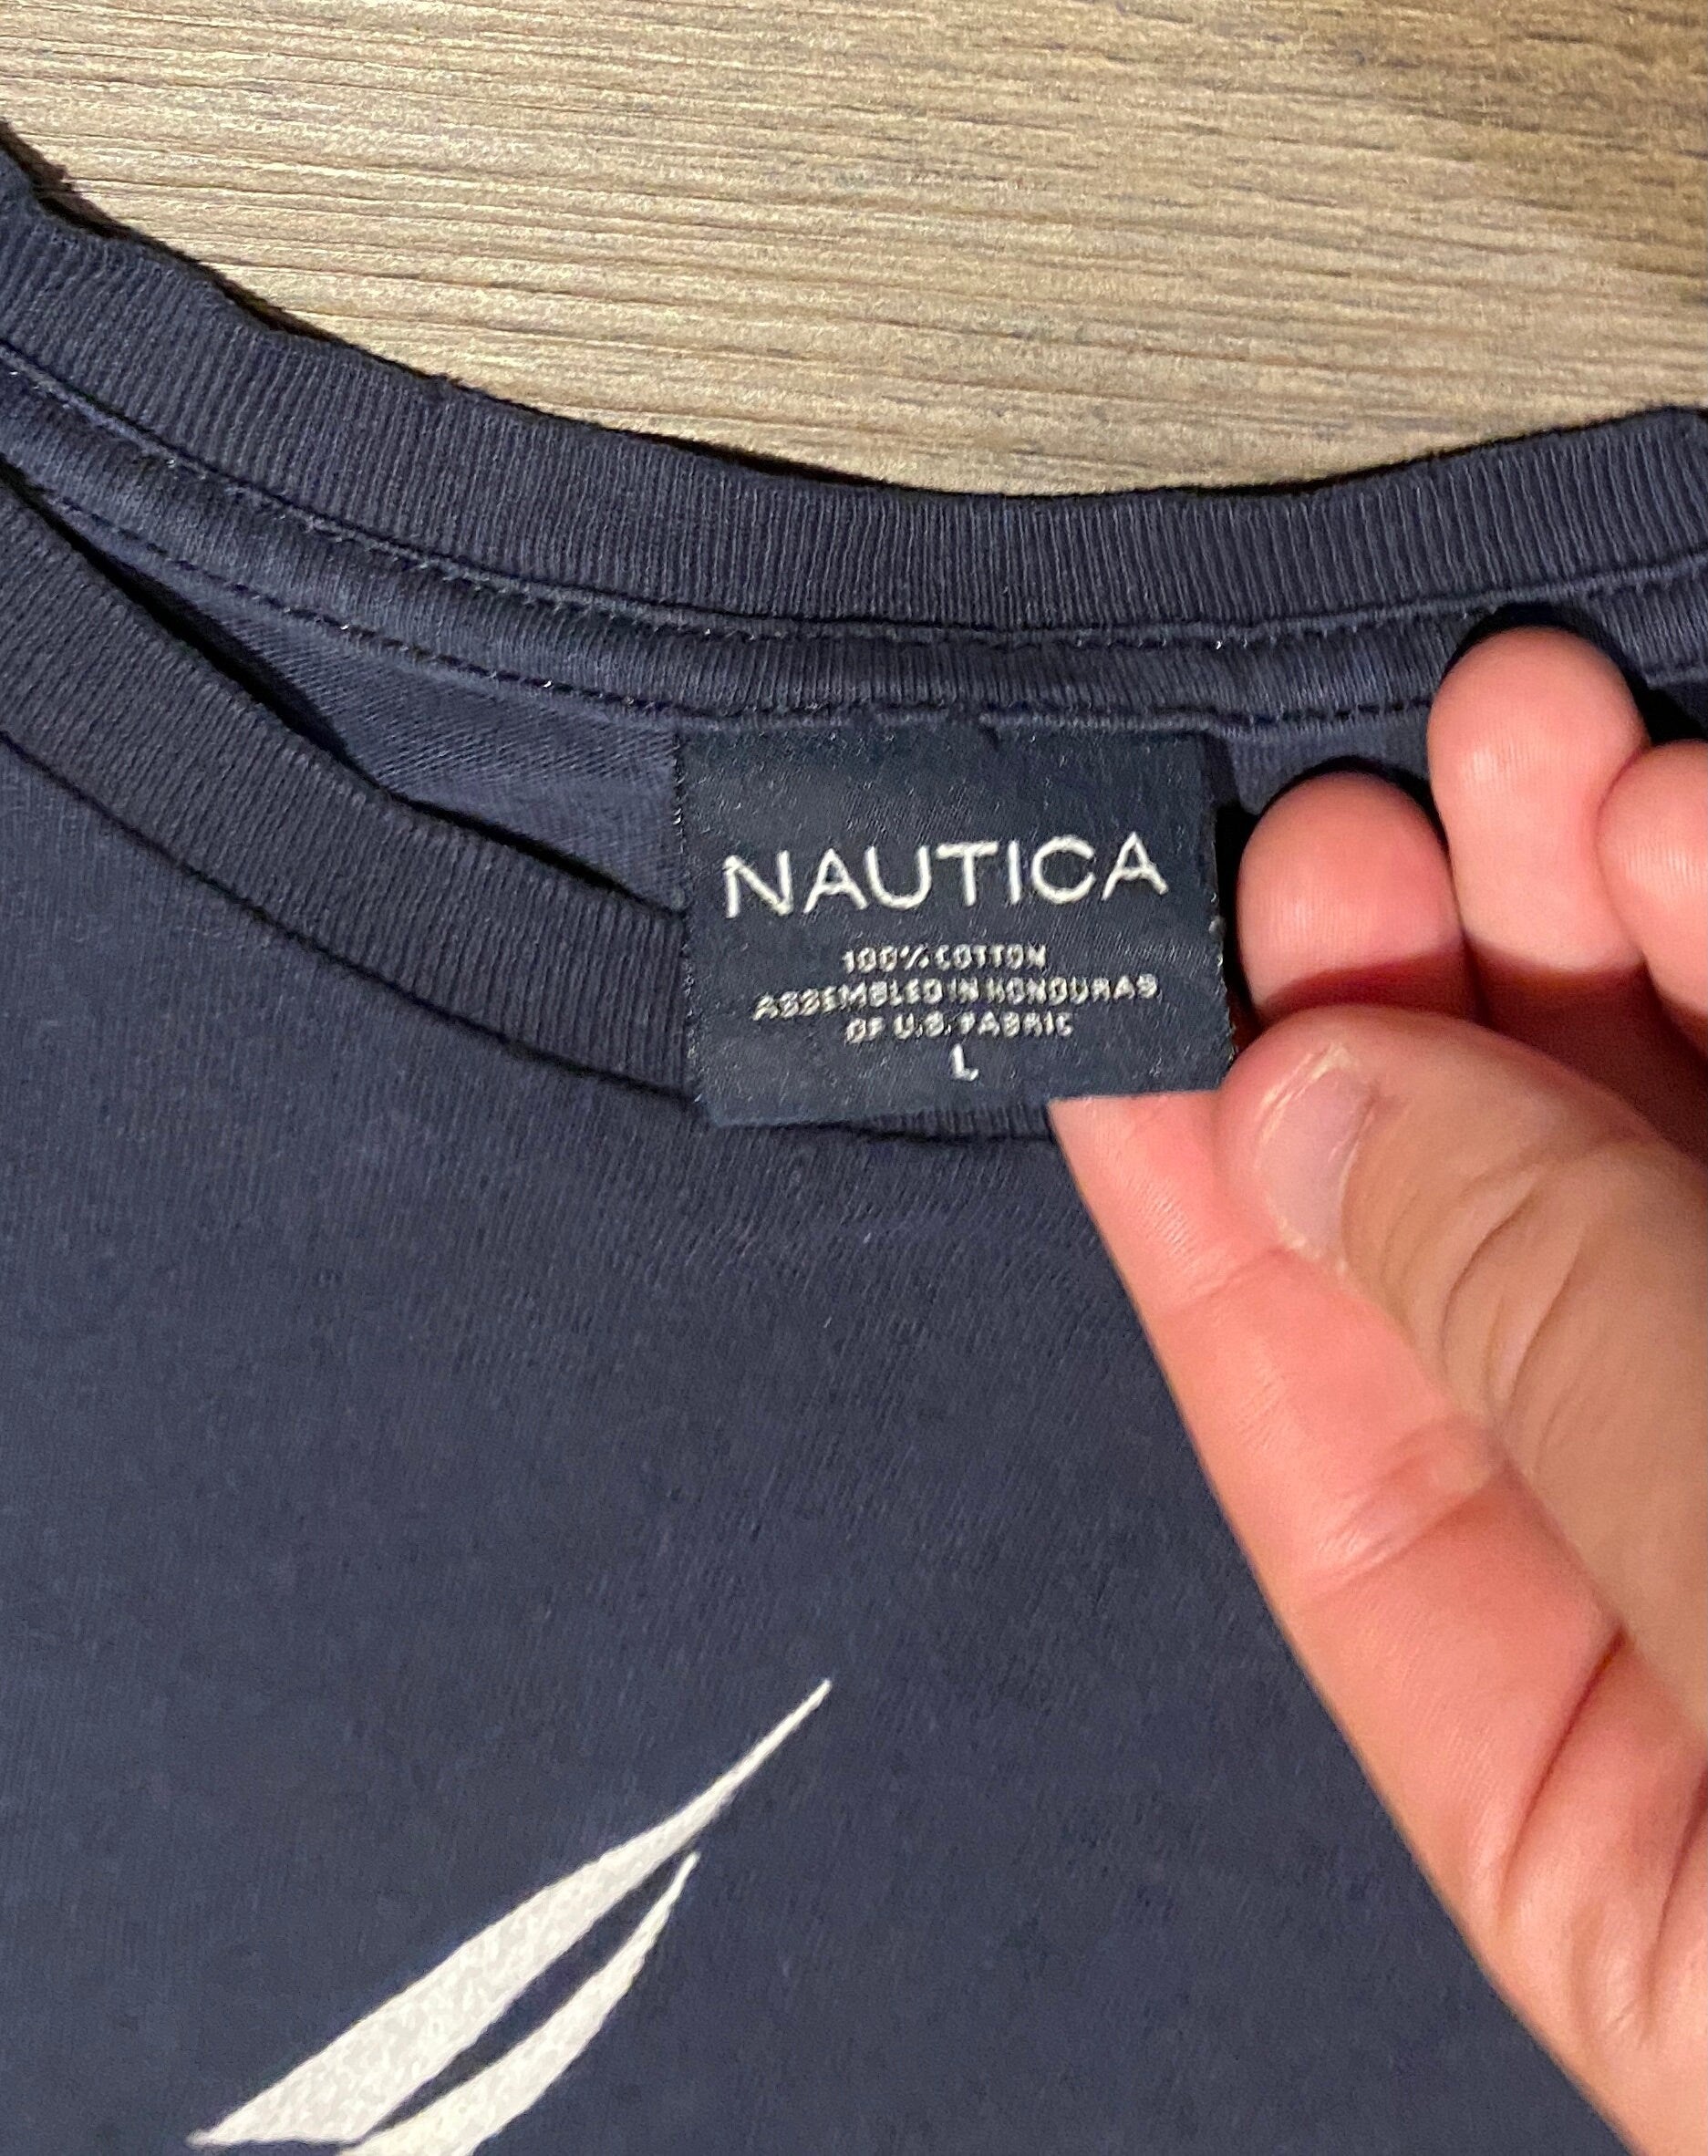 NAUTICA
100% COTTON
ASSEMBLED IN HONDURAS
OF U.S. FABRIC
L